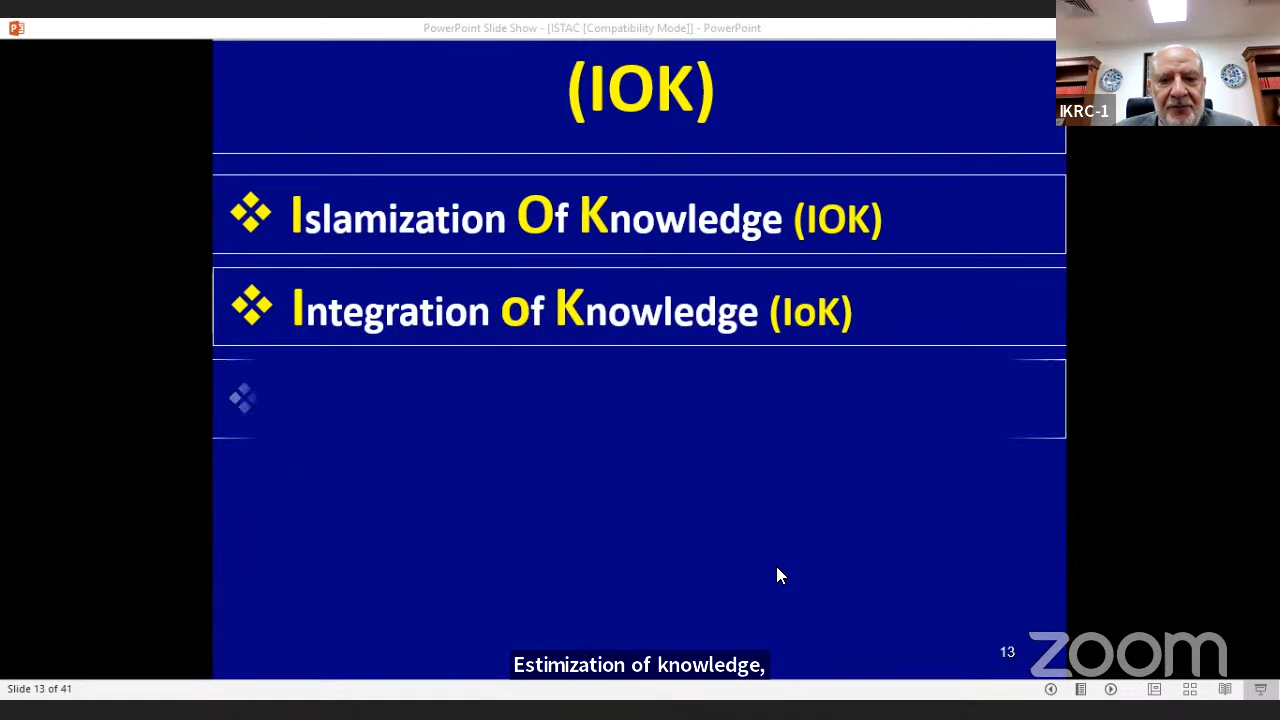 PowerPoint Slide Show - [ISTAC [Compatibility Mode]] - PowerPoint
(IOK)
IKRC-1
Islamization Of Knowledge (IOK)
Integration of Knowledge (IoK)
Estimization of knowledge,
13
zoom
Slide 13 of 41